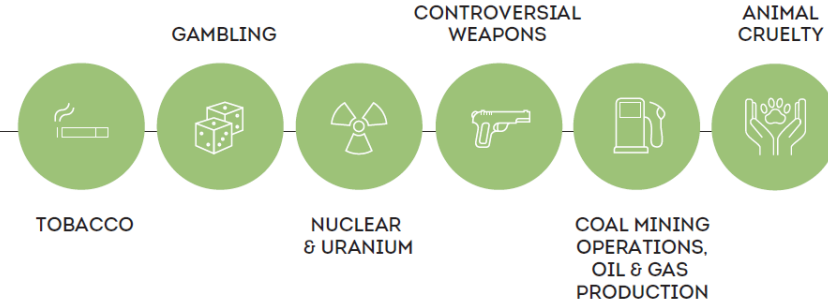 TOBACCO
GAMBLING
NUCLEAR
& URANIUM
CONTROVERSIAL
WEAPONS
COAL MINING
OPERATIONS,
OIL & GAS
PRODUCTION
ANIMAL
CRUELTY